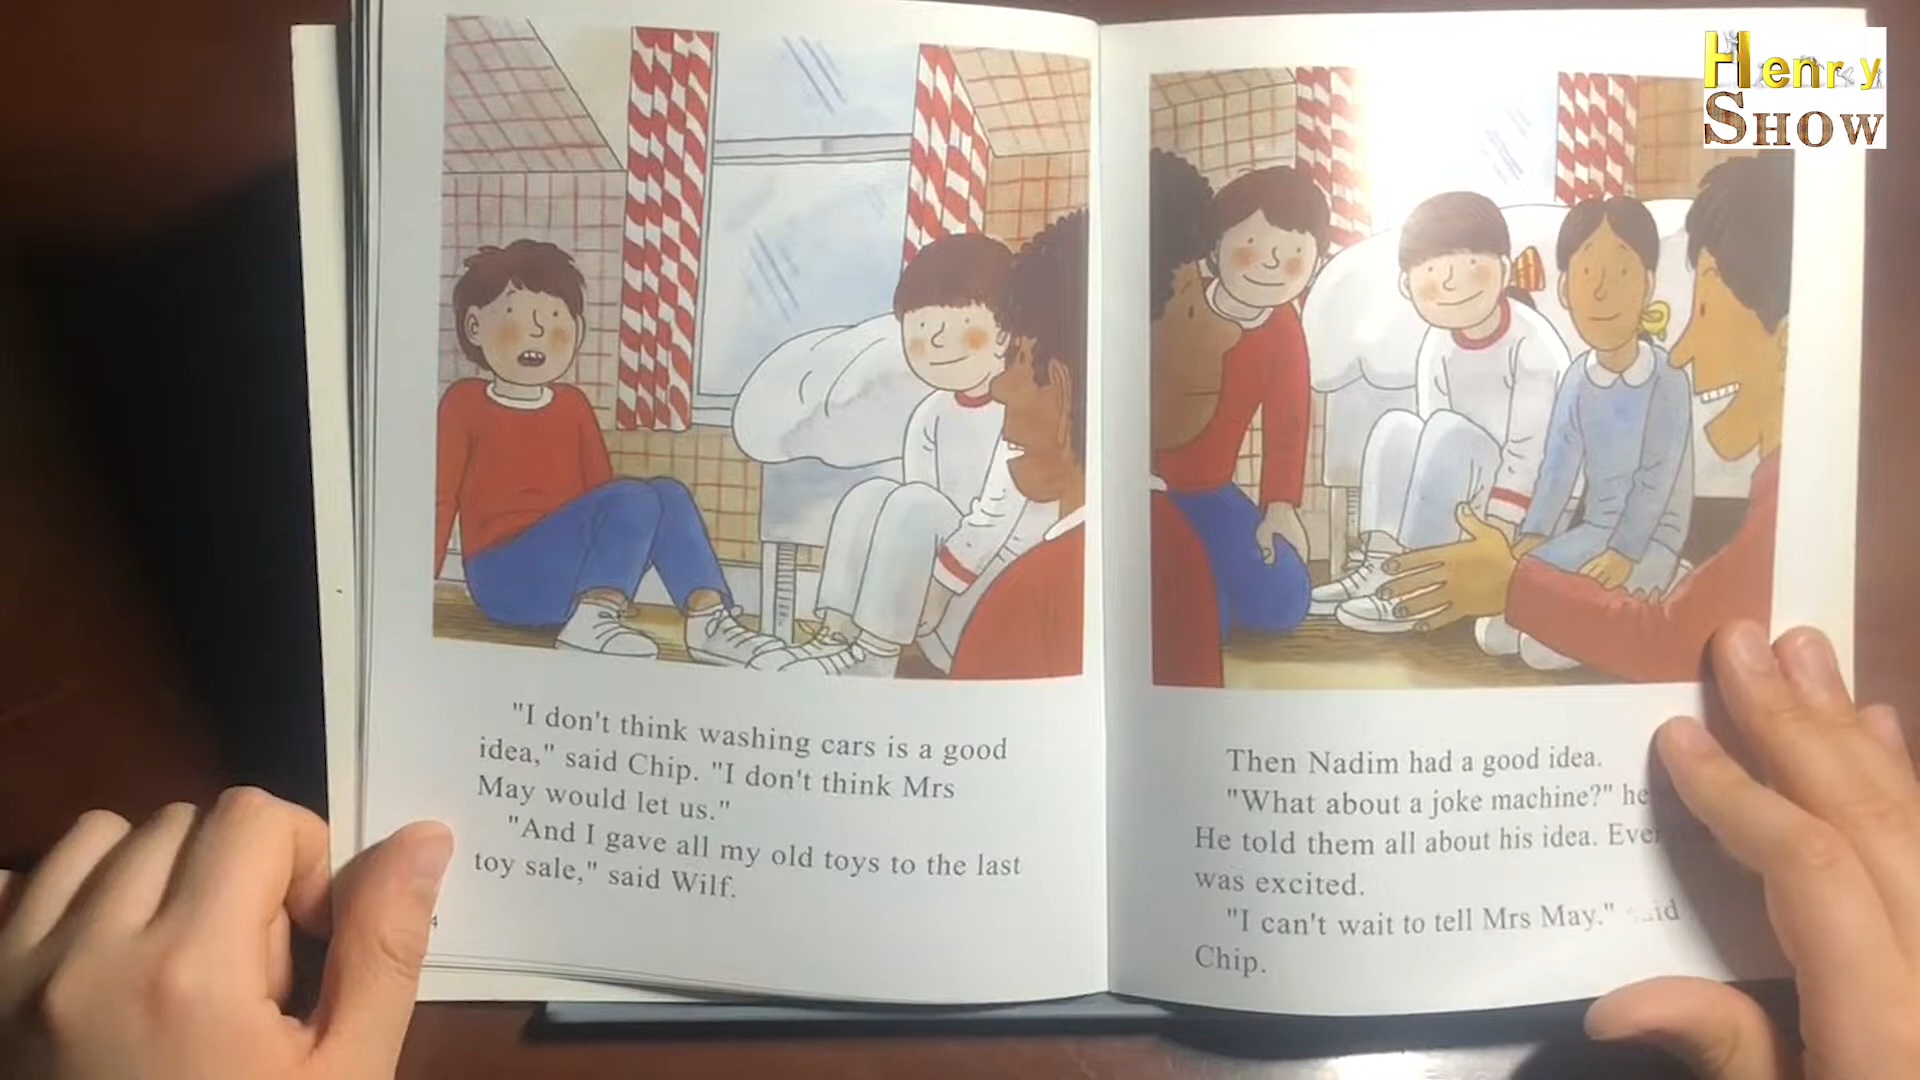 Henry
SHOW
"I don't think washing cars is a good
idea," said Chip. "I don't think Mrs
May would let us."
"And I gave all my old toys to the last
toy sale," said Wilf.
4
Then Nadim had a good idea.
"What about a joke machine?" he
He told them all about his idea.
was excited.
"I can't wait to tell Mrs May." said
Chip.